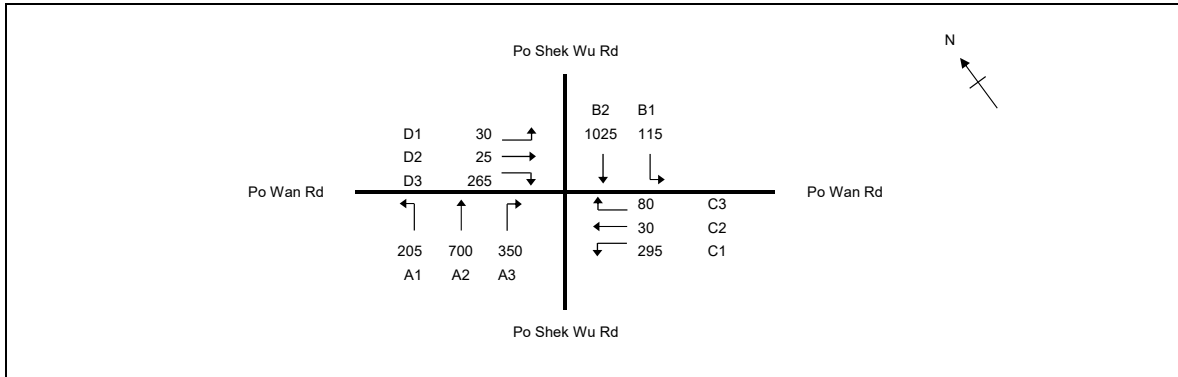 Po Shek Wu Rd
N
B2 B1
D1 30 1025 115
D2 25
D3 265
Po Wan Rd Po Wan Rd
80 C3
30 C2
205 700 350 295 C1
A1 A2 A3
Po Shek Wu Rd